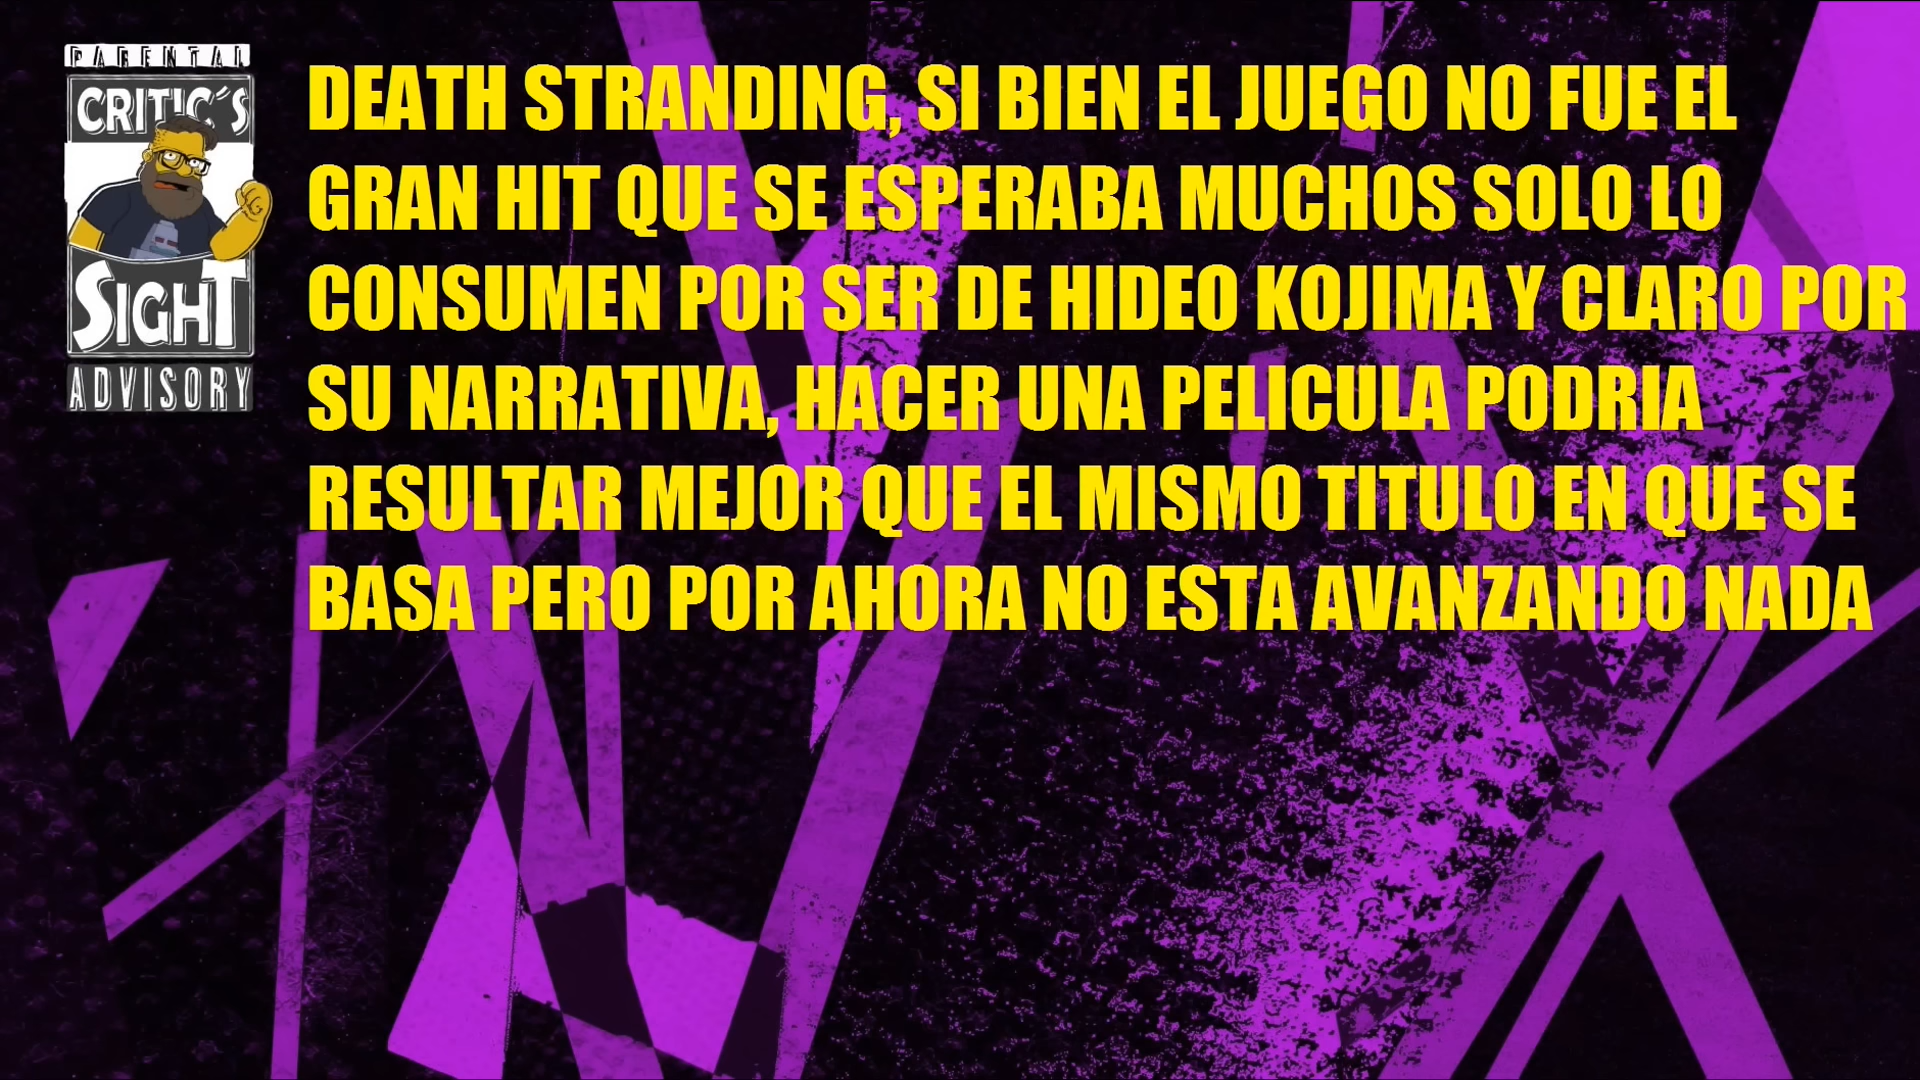 PARENTAL
CRITIC´S
SIGHT
ADVISORY
DEATH STRANDING, SI BIEN EL JUEGO NO FUE EL
GRAN HIT QUE SE ESPERABA MUCHOS SOLO LO
CONSUMEN POR SER DE HIDEO KOJIMA Y CLARO POR
SU NARRATIVA, HACER UNA PELICULA PODRIA
RESULTAR MEJOR QUE EL MISMO TITULO EN QUE SE
BASA PERO POR AHORA NO ESTA AVANZANDO NADA